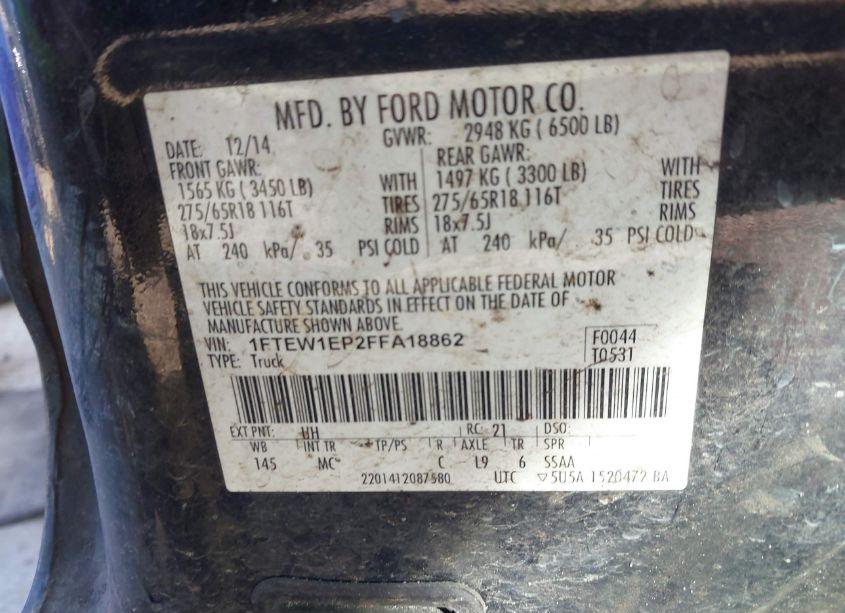 MFD. BY FORD MOTOR CO.
DATE: 12/14 GVWR: 2948 KG ( 6500 LB)
FRONT GAWR: REAR GAWR:
1565 KG ( 3450 LB) WITH 1497 KG ( 3300 LB) WITH
275/65R18 116T TIRES 275/65R18 116T TIRES
18x7.5J RIMS 18x7.5J RIMS
AT 240 kPa/ 35 PSI COLD AT 240 kPa/ 35 PSI COLD
THIS VEHICLE CONFORMS TO ALL APPLICABLE FEDERAL MOTOR
VEHICLE SAFETY STANDARDS IN EFFECT ON THE DATE OF
MANUFACTURE SHOWN ABOVE.
VIN: 1FTEW1EP2FFA18862 F0044
TYPE: Truck T0531
EXT PNT: UH RC: 21 DSO:
WB INT TR TP/PS R AXLE TR SPR
145 MC C L9 6 SSAA
2201412087580 UTC ▽5U5A 1520472 BA